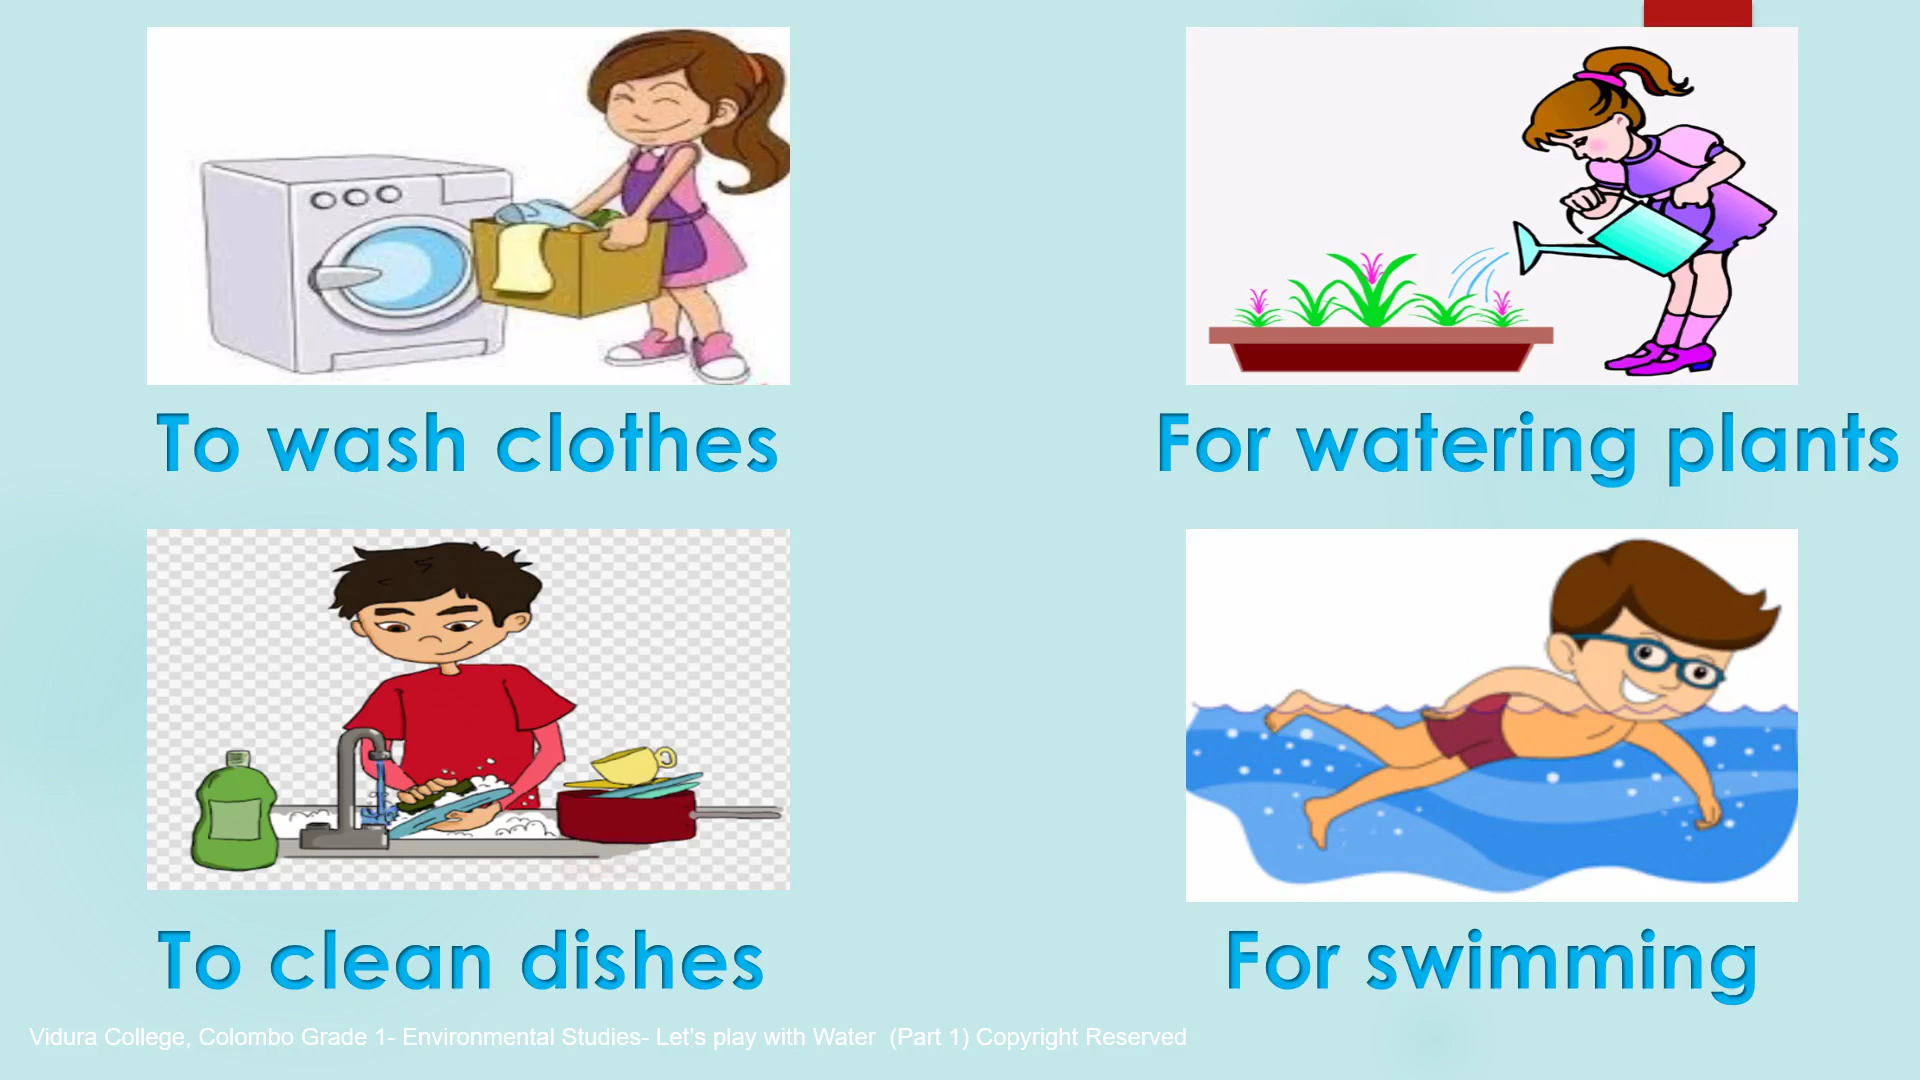 To wash clothes
For watering plants
To clean dishes
For swimming
Vidura College, Colombo Grade 1- Environmental Studies- Let's play with Water  (Part 1) Copyright Reserved